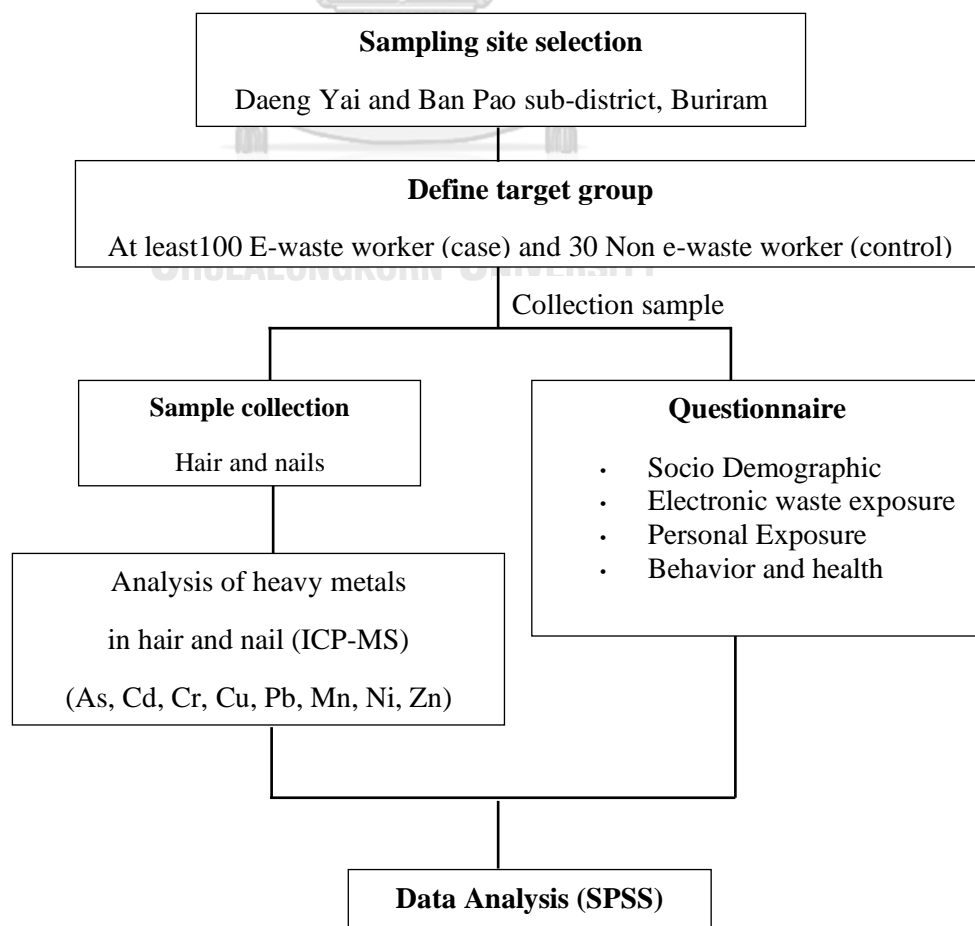 Sampling site selection
Daeng Yai and Ban Pao sub-district, Buriram
Define target group
At least100 E-waste worker (case) and 30 Non e-waste worker (control)
CHULALONGKORN UNIVERSITY
Collection sample
Sample collection
Hair and nails
Questionnaire
· Socio Demographic
· Electronic waste exposure
· Personal Exposure
· Behavior and health
Analysis of heavy metals
in hair and nail (ICP-MS)
(As, Cd, Cr, Cu, Pb, Mn, Ni, Zn)
Data Analysis (SPSS)